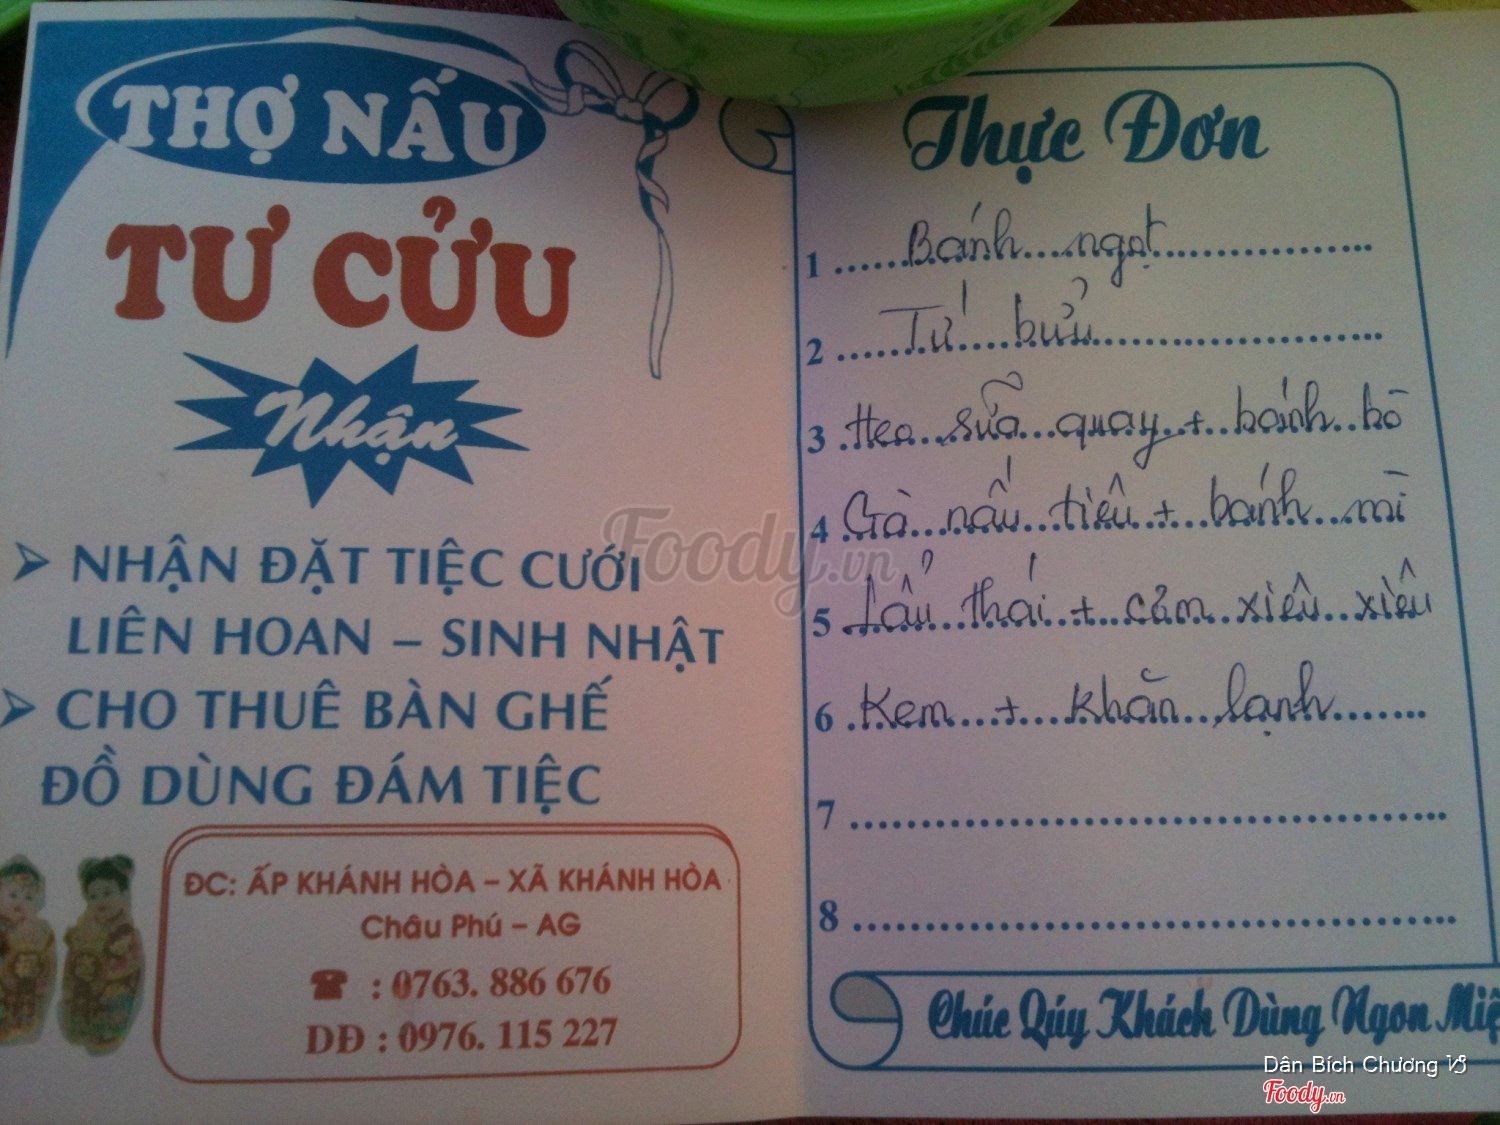 THỢ NẤU
TƯ CỬU
Nhận
➢ NHẬN ĐẶT TIỆC CƯỚI
LIÊN HOAN – SINH NHẬT
➢ CHO THUÊ BÀN GHẾ
ĐỒ DÙNG ĐÁM TIỆC
ĐC: ẤP KHÁNH HÒA – XÃ KHÁNH HÒA
Châu Phú – AG
☎ : 0763. 886 676
DĐ : 0976. 115 227
Thực Đơn
1 Bánh ngọt
2 Tứ bửu
3 Heo sữa quay + bánh bò
4 Gà nấu tiêu + bánh mì
5 Lẩu thái + cảm xiêu xiêu
6 Kem + khăn lạnh
7
8
Chúc Qúy Khách Dùng Ngon Miệ
Foody.vn
Dân Bích Chương
Foody.vn